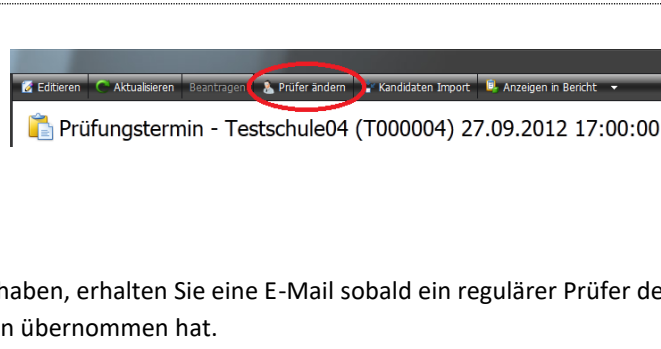 Editieren Aktualisieren Beantragen Prüfer ändern Kandidaten Import Anzeigen in Bericht
Prüfungstermin - Testschule04 (T000004) 27.09.2012 17:00:00
haben, erhalten Sie eine E-Mail sobald ein regulärer Prüfer de
n übernommen hat.